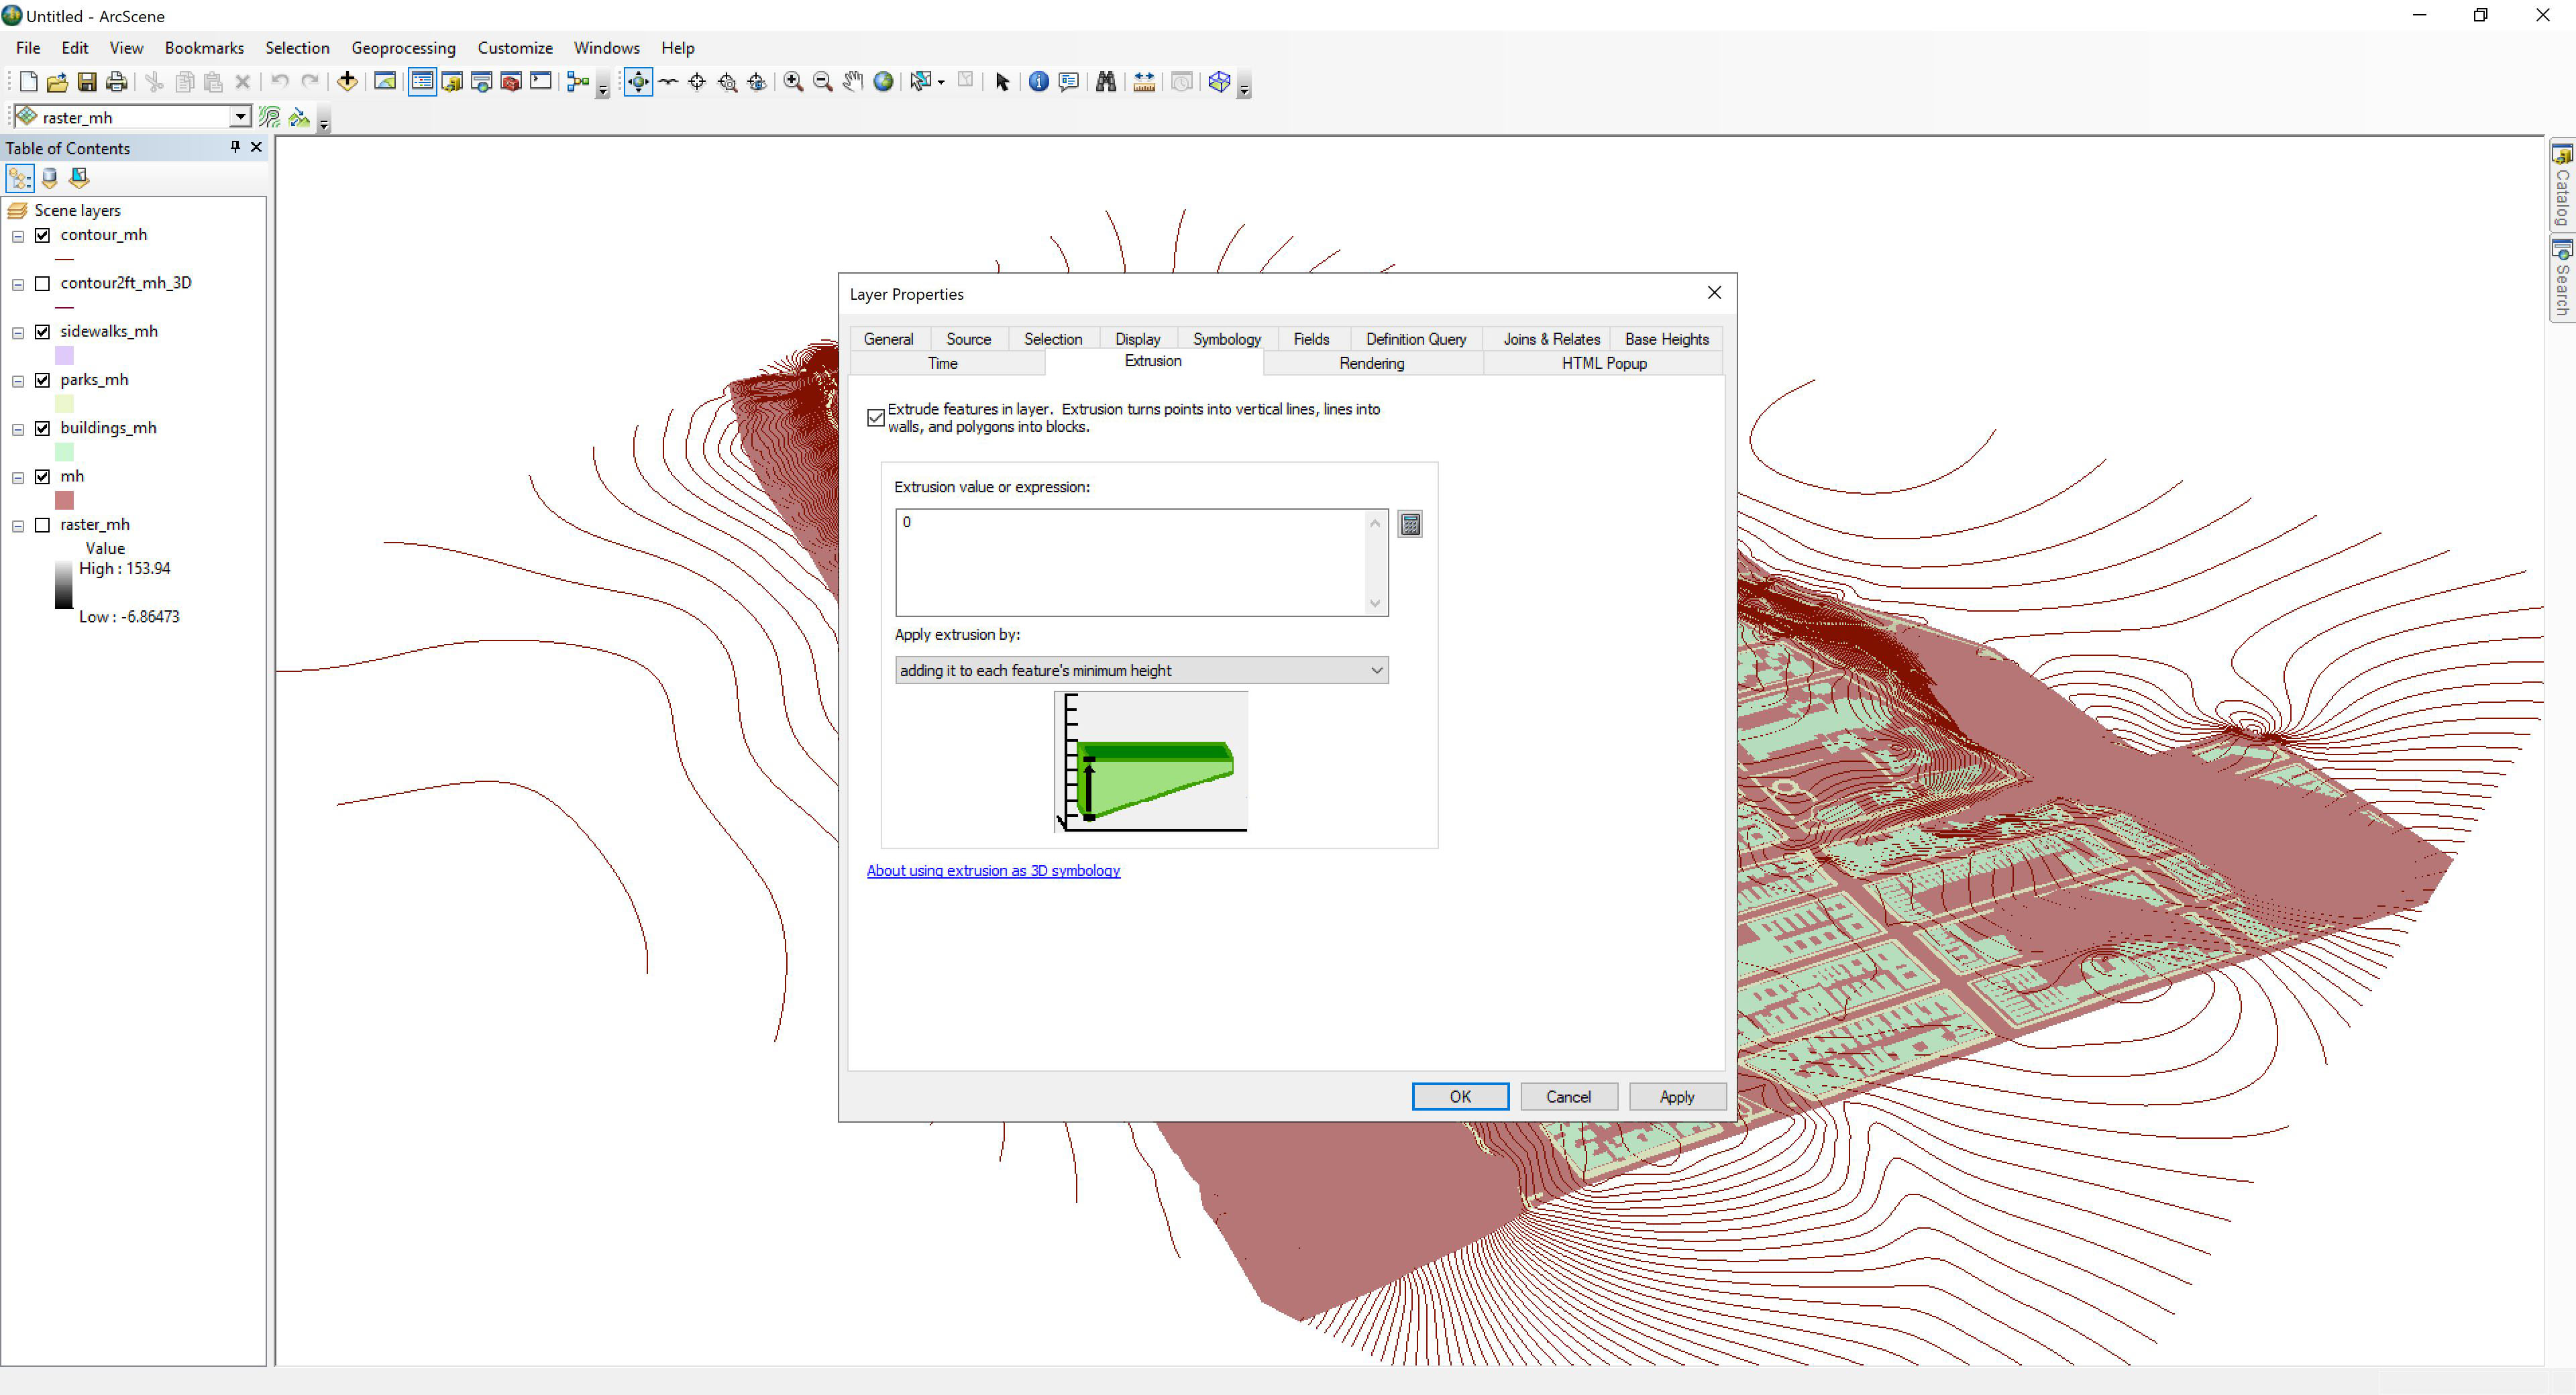 Untitled - ArcScene
File Edit View Bookmarks Selection Geoprocessing Customize Windows Help
raster_mh
Table of Contents
Scene layers
contour_mh
contour2ft_mh_3D
sidewalks_mh
parks_mh
buildings_mh
mh
raster_mh
Value
High : 153.94
Low : -6.86473
Layer Properties
General Source Selection Display Symbology Fields Definition Query Joins & Relates Base Heights
Time Extrusion Rendering HTML Popup
Extrude features in layer. Extrusion turns points into vertical lines, lines into
walls, and polygons into blocks.
Extrusion value or expression:
0
Apply extrusion by:
adding it to each feature's minimum height
About using extrusion as 3D symbology
OK Cancel Apply
Catalog
Search